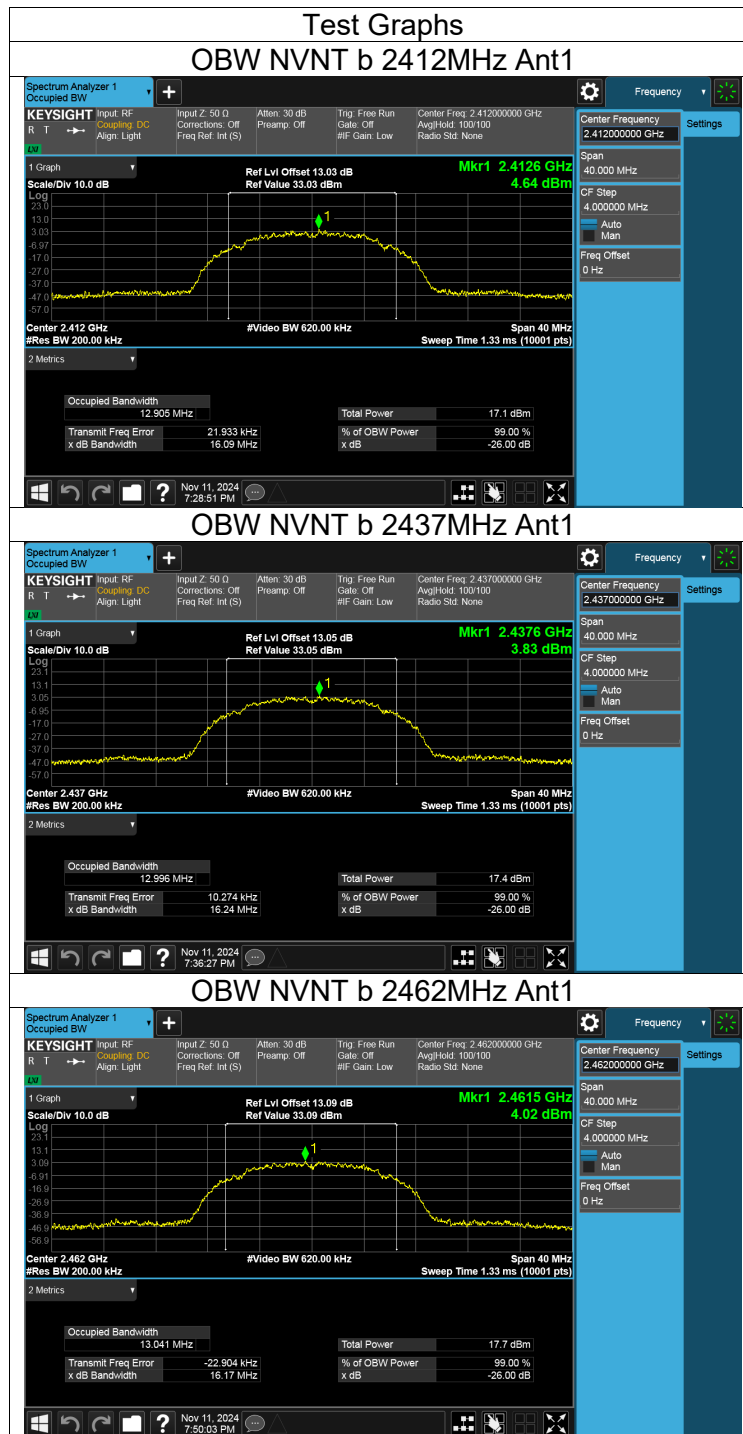 Test Graphs
OBW NVNT b 2412MHz Ant1
Spectrum Analyzer 1
Occupied BW
+
Frequency
KEYSIGHT Input: RF Input Z: 50 Ω Atten: 30 dB Trig: Free Run Center Freq: 2.412000000 GHz
R T Coupling: DC Corrections: Off Preamp: Off Gate: Off Avg|Hold: 100/100
Align: Light Freq Ref: Int (S) #IF Gain: Low Radio Std: None
LXI
Center Frequency
2.412000000 GHz
Settings
Span
40.000 MHz
CF Step
4.000000 MHz
Auto
Man
Freq Offset
0 Hz
1 Graph Ref Lvl Offset 13.03 dB Mkr1 2.4126 GHz
Scale/Div 10.0 dB Ref Value 33.03 dBm 4.64 dBm
Log
23.0
13.0
3.03
-6.97
-17.0
-27.0
-37.0
-47.0
-57.0
1
Center 2.412 GHz #Video BW 620.00 kHz Span 40 MHz
#Res BW 200.00 kHz Sweep Time 1.33 ms (10001 pts)
2 Metrics
Occupied Bandwidth
12.905 MHz Total Power 17.1 dBm
Transmit Freq Error 21.933 kHz % of OBW Power 99.00 %
x dB Bandwidth 16.09 MHz x dB -26.00 dB
? Nov 11, 2024
7:28:51 PM
OBW NVNT b 2437MHz Ant1
Spectrum Analyzer 1
Occupied BW
+
Frequency
KEYSIGHT Input: RF Input Z: 50 Ω Atten: 30 dB Trig: Free Run Center Freq: 2.437000000 GHz
R T Coupling: DC Corrections: Off Preamp: Off Gate: Off Avg|Hold: 100/100
Align: Light Freq Ref: Int (S) #IF Gain: Low Radio Std: None
LXI
Center Frequency
2.437000000 GHz
Settings
Span
40.000 MHz
CF Step
4.000000 MHz
Auto
Man
Freq Offset
0 Hz
1 Graph Ref Lvl Offset 13.05 dB Mkr1 2.4376 GHz
Scale/Div 10.0 dB Ref Value 33.05 dBm 3.83 dBm
Log
23.1
13.1
3.05
-6.95
-17.0
-27.0
-37.0
-47.0
-57.0
1
Center 2.437 GHz #Video BW 620.00 kHz Span 40 MHz
#Res BW 200.00 kHz Sweep Time 1.33 ms (10001 pts)
2 Metrics
Occupied Bandwidth
12.996 MHz Total Power 17.4 dBm
Transmit Freq Error 10.274 kHz % of OBW Power 99.00 %
x dB Bandwidth 16.24 MHz x dB -26.00 dB
? Nov 11, 2024
7:36:27 PM
OBW NVNT b 2462MHz Ant1
Spectrum Analyzer 1
Occupied BW
+
Frequency
KEYSIGHT Input: RF Input Z: 50 Ω Atten: 30 dB Trig: Free Run Center Freq: 2.462000000 GHz
R T Coupling: DC Corrections: Off Preamp: Off Gate: Off Avg|Hold: 100/100
Align: Light Freq Ref: Int (S) #IF Gain: Low Radio Std: None
LXI
Center Frequency
2.462000000 GHz
Settings
Span
40.000 MHz
CF Step
4.000000 MHz
Auto
Man
Freq Offset
0 Hz
1 Graph Ref Lvl Offset 13.09 dB Mkr1 2.4615 GHz
Scale/Div 10.0 dB Ref Value 33.09 dBm 4.02 dBm
Log
23.1
13.1
3.09
-6.91
-16.9
-26.9
-36.9
-46.9
-56.9
1
Center 2.462 GHz #Video BW 620.00 kHz Span 40 MHz
#Res BW 200.00 kHz Sweep Time 1.33 ms (10001 pts)
2 Metrics
Occupied Bandwidth
13.041 MHz Total Power 17.7 dBm
Transmit Freq Error -22.904 kHz % of OBW Power 99.00 %
x dB Bandwidth 16.17 MHz x dB -26.00 dB
? Nov 11, 2024
7:50:03 PM